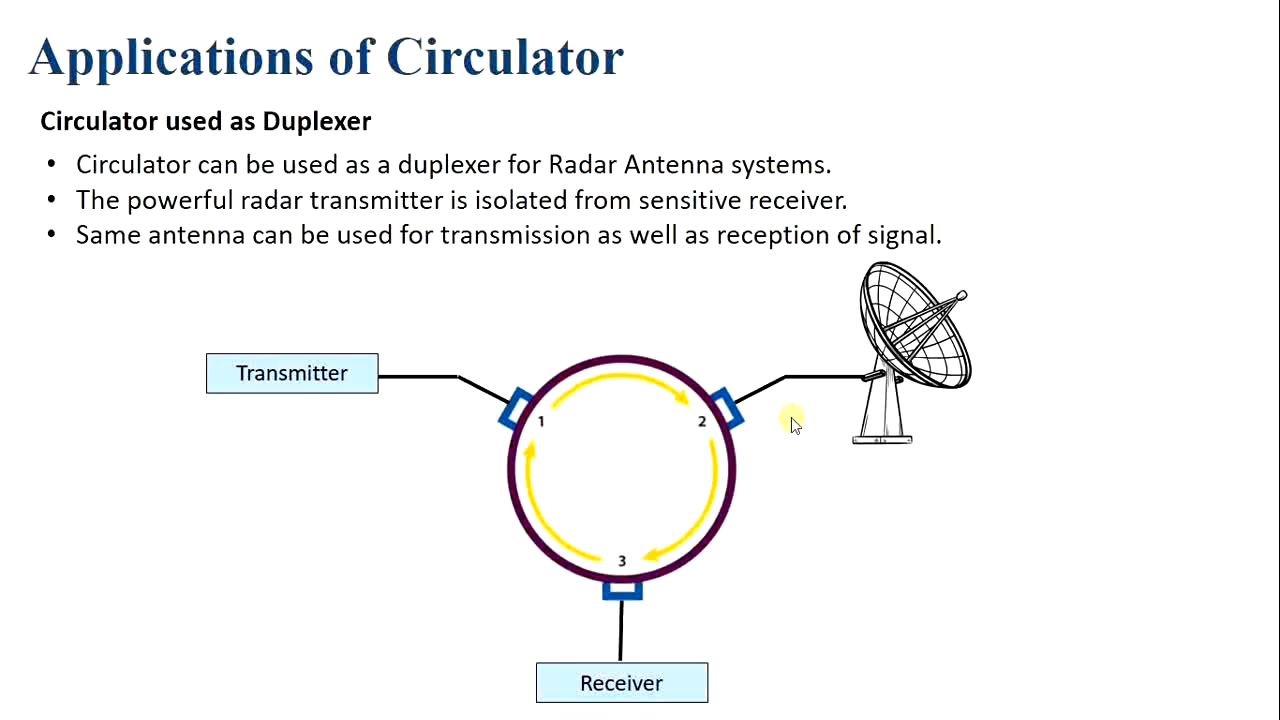 Applications of Circulator
Circulator used as Duplexer
• Circulator can be used as a duplexer for Radar Antenna systems.
• The powerful radar transmitter is isolated from sensitive receiver.
• Same antenna can be used for transmission as well as reception of signal.
Transmitter
1
2
3
Receiver